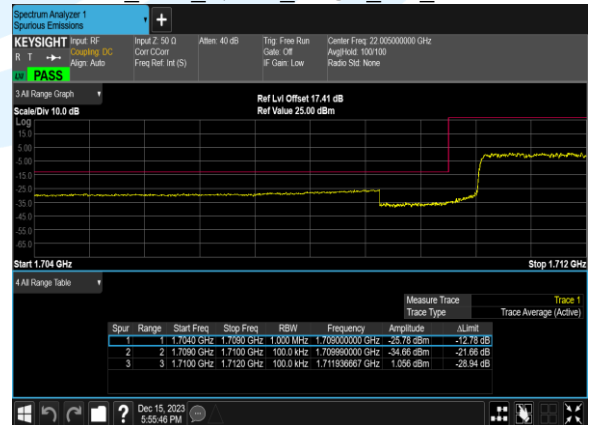 Spectrum Analyzer 1
Spurious Emissions
+
KEYSIGHT Input: RF Input Z: 50 Ω Atten: 40 dB Trig: Free Run Center Freq: 22.005000000 GHz
R T Coupling: DC Corr CCorr Gate: Off Avg|Hold: 100/100
Align: Auto Freq Ref: Int (S) IF Gain: Low Radio Std: None
LV PASS
3 All Range Graph
Ref Lvl Offset 17.41 dB
Scale/Div 10.0 dB Ref Value 25.00 dBm
Log
15.0
5.00
-5.00
-15.0
-25.0
-35.0
-45.0
-55.0
-65.0
Start 1.704 GHz Stop 1.712 GHz
4 All Range Table
Measure Trace Trace 1
Trace Type Trace Average (Active)
Spur Range Start Freq Stop Freq RBW Frequency Amplitude ΔLimit
1 1 1.7040 GHz 1.7090 GHz 1.000 MHz 1.709000000 GHz -25.78 dBm -12.78 dB
2 2 1.7090 GHz 1.7100 GHz 100.0 kHz 1.709990000 GHz -34.66 dBm -21.66 dB
3 3 1.7100 GHz 1.7120 GHz 100.0 kHz 1.711936667 GHz 1.056 dBm -28.94 dB
? Dec 15, 2023
5:55:46 PM